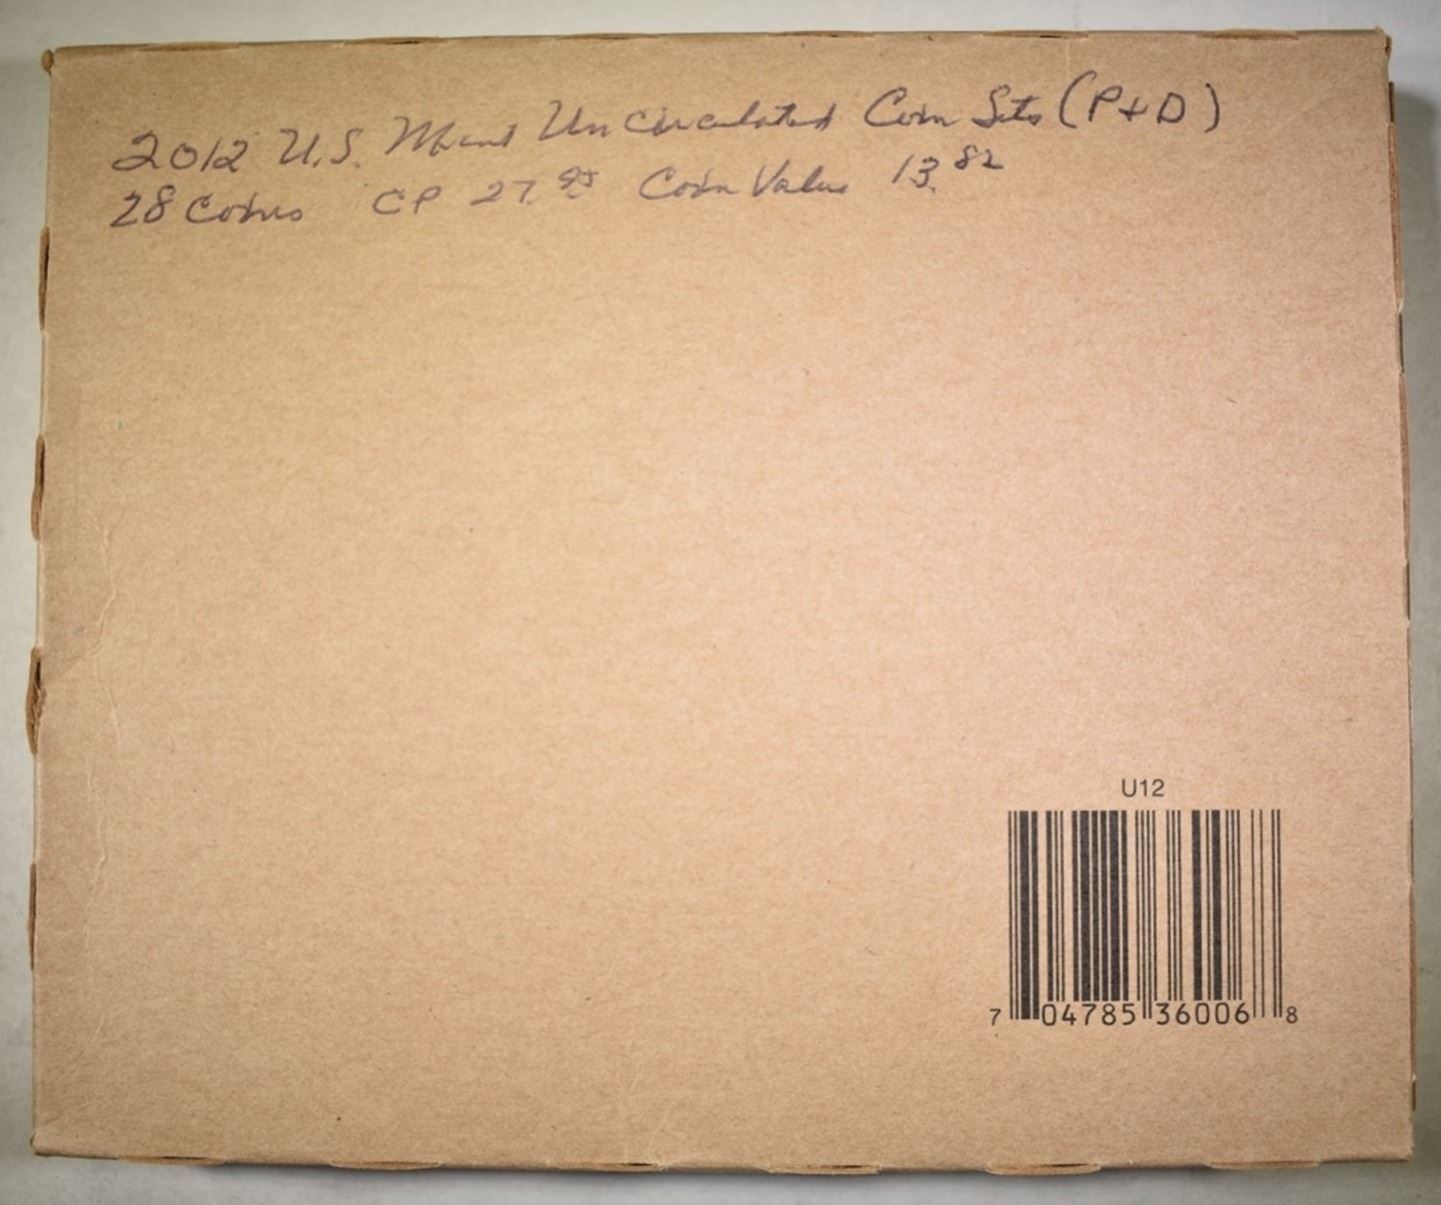 2012 U.S. Mint Uncirculated Coin Sets (P+D)
28 Coins CP 27.95 Coin Value 13.82
U12
7 04785 36006 8